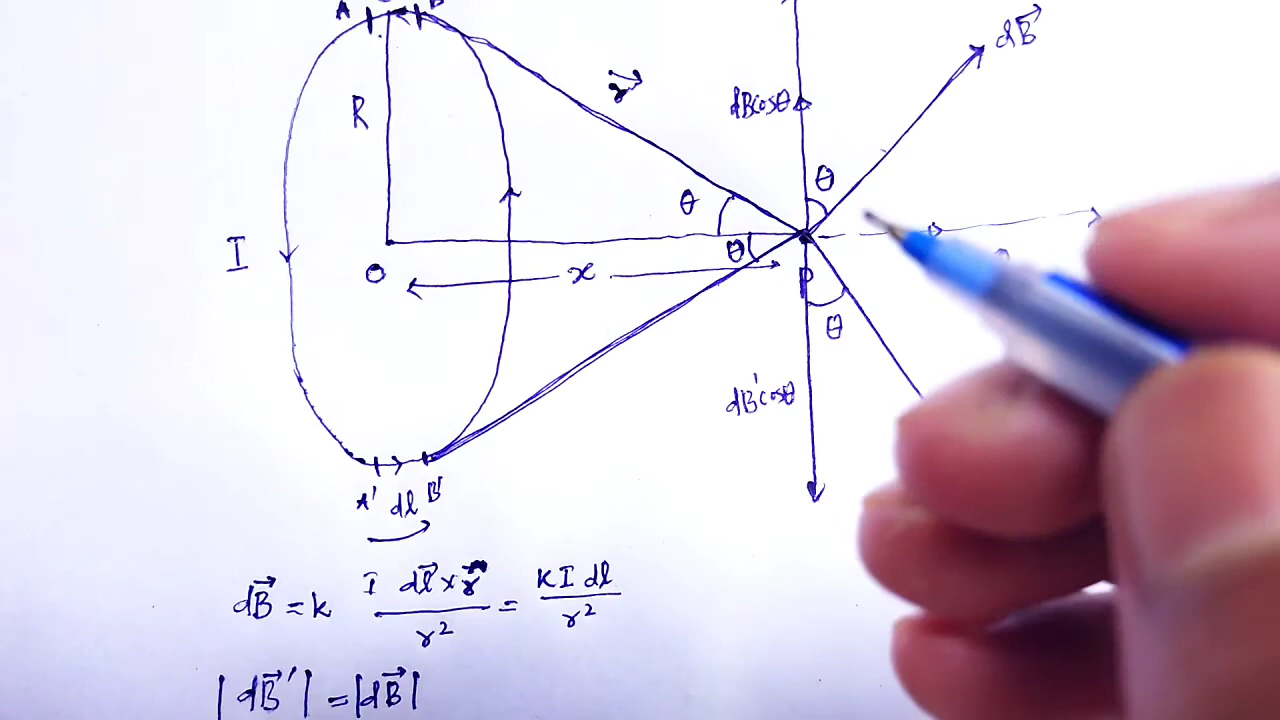 A
B
r⃗
dB⃗
R
dBcosθ
θ
θ
I
θ
O
x
P
θ
dB'cosθ
A' dl B'
dB⃗ = k I dl⃗ × r̂ / r² = kI dl / r²
|dB⃗'| = |dB⃗|